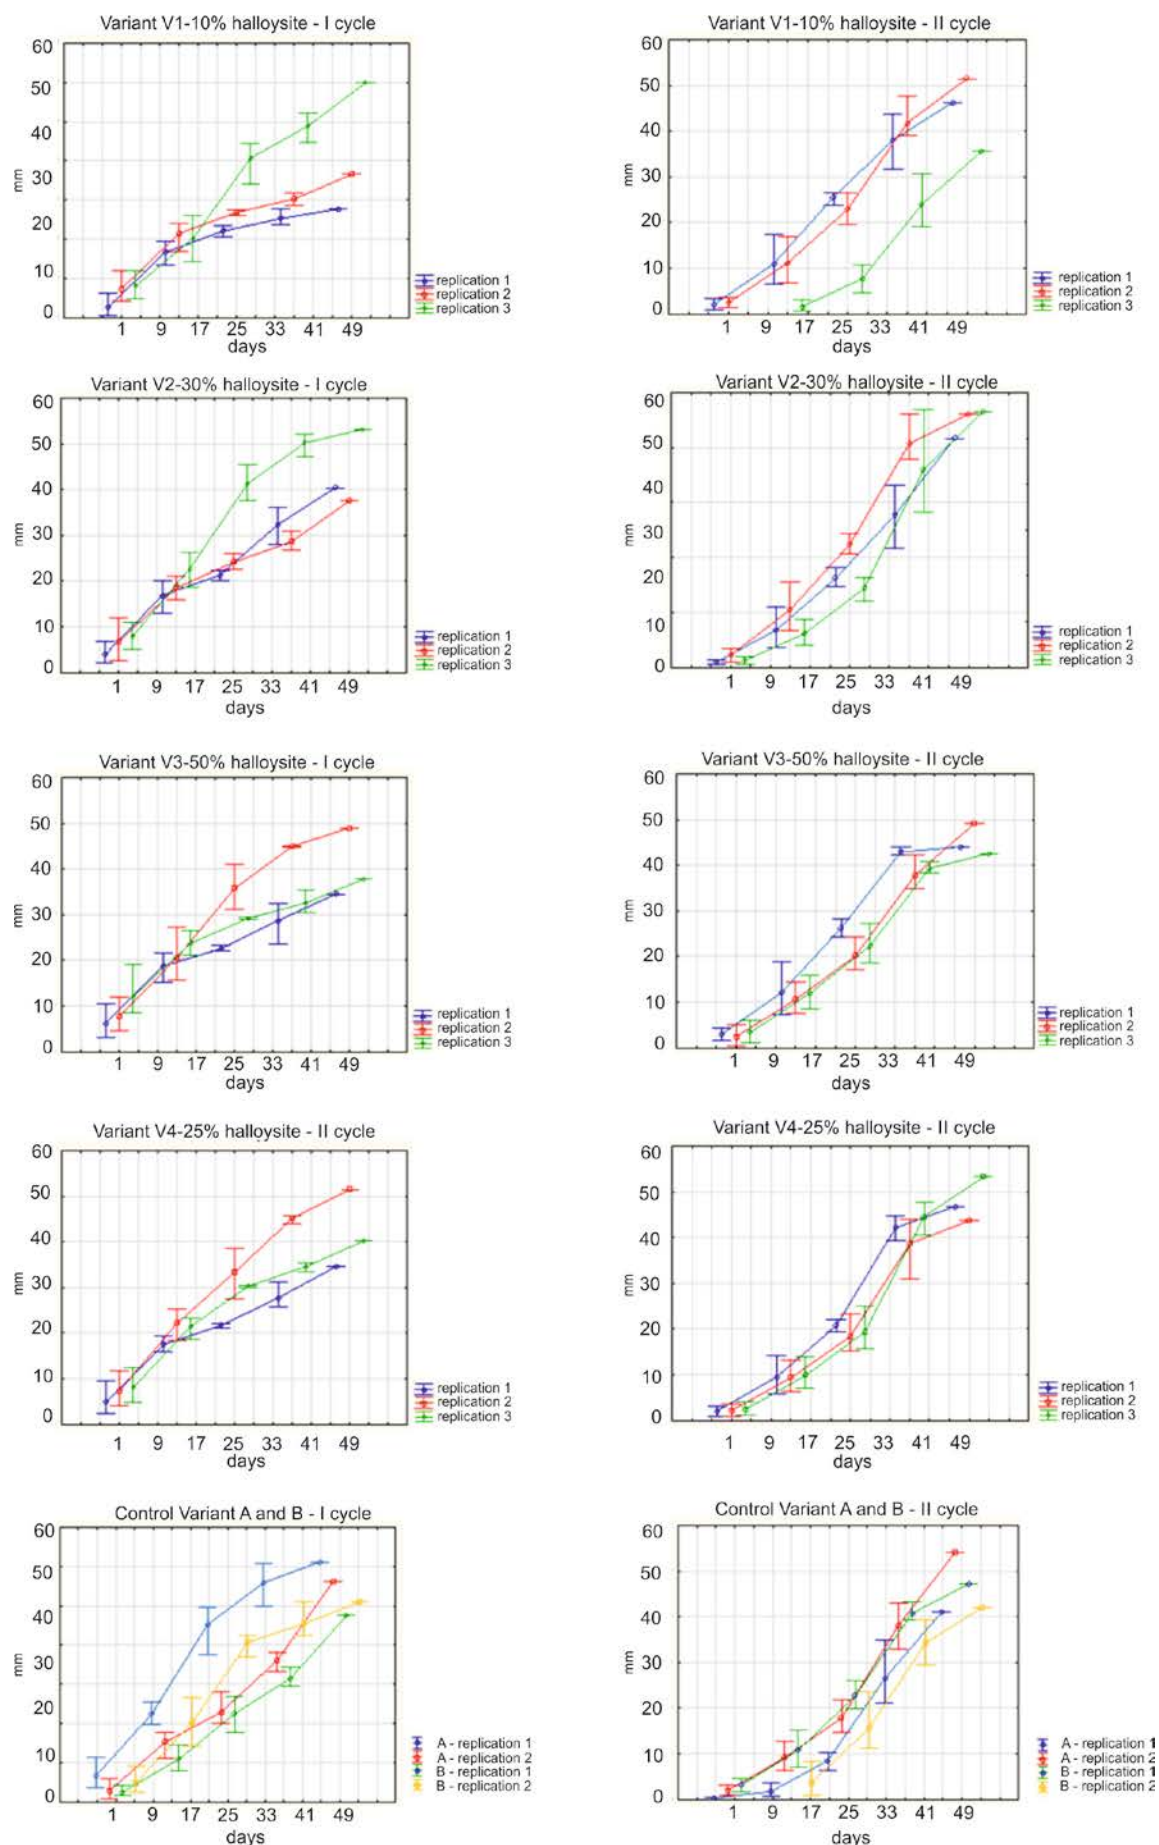 Variant V1-10% halloysite - I cycle
60
50
40
30
20
10
0
mm
1 9 17 25 33 41 49
days
replication 1
replication 2
replication 3
Variant V1-10% halloysite - II cycle
60
50
40
30
20
10
0
mm
1 9 17 25 33 41 49
days
replication 1
replication 2
replication 3
Variant V2-30% halloysite - I cycle
60
50
40
30
20
10
0
mm
1 9 17 25 33 41 49
days
replication 1
replication 2
replication 3
Variant V2-30% halloysite - II cycle
60
50
40
30
20
10
0
mm
1 9 17 25 33 41 49
days
replication 1
replication 2
replication 3
Variant V3-50% halloysite - I cycle
60
50
40
30
20
10
0
mm
1 9 17 25 33 41 49
days
replication 1
replication 2
replication 3
Variant V3-50% halloysite - II cycle
60
50
40
30
20
10
0
mm
1 9 17 25 33 41 49
days
replication 1
replication 2
replication 3
Variant V4-25% halloysite - II cycle
60
50
40
30
20
10
0
mm
1 9 17 25 33 41 49
days
replication 1
replication 2
replication 3
Variant V4-25% halloysite - II cycle
60
50
40
30
20
10
0
mm
1 9 17 25 33 41 49
days
replication 1
replication 2
replication 3
Control Variant A and B - I cycle
60
50
40
30
20
10
0
mm
1 9 17 25 33 41 49
days
A - replication 1
A - replication 2
B - replication 1
B - replication 2
Control Variant A and B - II cycle
60
50
40
30
20
10
0
mm
1 9 17 25 33 41 49
days
A - replication 1
A - replication 2
B - replication 1
B - replication 2